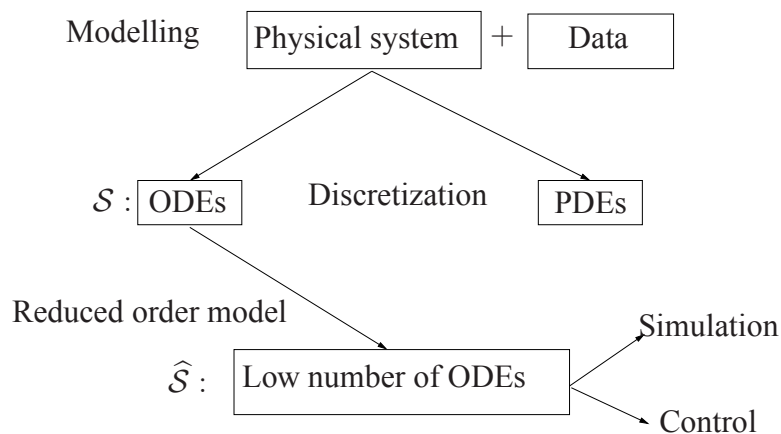 Modelling Physical system + Data
𝒮 : ODEs Discretization PDEs
Reduced order model
Simulation
𝒮̂ : Low number of ODEs
Control